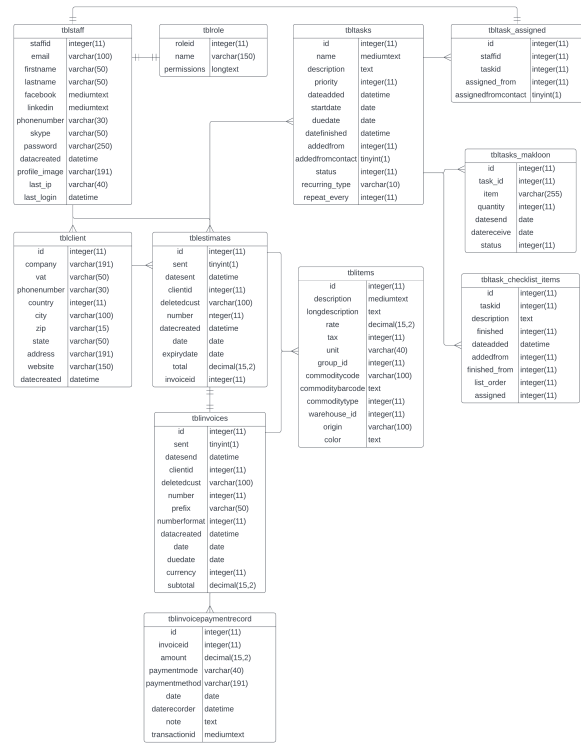 tblstaff
staffid integer(11)
email varchar(100)
firstname varchar(50)
lastname varchar(50)
facebook mediumtext
linkedin mediumtext
phonenumber varchar(30)
skype varchar(50)
password varchar(250)
datacreated datetime
profile_image varchar(191)
last_ip varchar(40)
last_login datetime
tblrole
roleid integer(11)
name varchar(150)
permissions longtext
tbltasks
id integer(11)
name mediumtext
description text
priority integer(11)
dateadded datetime
startdate date
duedate date
datefinished datetime
addedfrom integer(11)
addedfromcontact tinyint(1)
status integer(11)
recurring_type varchar(10)
repeat_every integer(11)
tbltask_assigned
id integer(11)
staffid integer(11)
taskid integer(11)
assigned_from integer(11)
assignedfromcontact tinyint(1)
tbltasks_makloon
id integer(11)
task_id integer(11)
item varchar(255)
quantity integer(11)
datesend date
datereceive date
status integer(11)
tblclient
id integer(11)
company varchar(191)
vat varchar(50)
phonenumber varchar(30)
country integer(11)
city varchar(100)
zip varchar(15)
state varchar(50)
address varchar(191)
website varchar(150)
datecreated datetime
tblestimates
id integer(11)
sent tinyint(1)
datesent datetime
clientid integer(11)
deletedcust varchar(100)
number nteger(11)
datecreated datetime
date date
expirydate date
total decimal(15,2)
invoiceid integer(11)
tblitems
id integer(11)
description mediumtext
longdescription text
rate decimal(15,2)
tax integer(11)
unit varchar(40)
group_id integer(11)
commoditycode varchar(100)
commoditybarcode text
commoditytype integer(11)
warehouse_id integer(11)
origin varchar(100)
color text
tbltask_checklist_items
id integer(11)
taskid integer(11)
description text
finished integer(11)
dateadded datetime
addedfrom integer(11)
finished_from integer(11)
list_order integer(11)
assigned integer(11)
tblinvoices
id integer(11)
sent tinyint(1)
datesend datetime
clientid integer(11)
deletedcust varchar(100)
number integer(11)
prefix varchar(50)
numberformat integer(11)
datacreated datetime
date date
duedate date
currency integer(11)
subtotal decimal(15,2)
tblinvoicepaymentrecord
id integer(11)
invoiceid integer(11)
amount decimal(15,2)
paymentmode varchar(40)
paymentmethod varchar(191)
date date
daterecorder datetime
note text
transactionid mediumtext